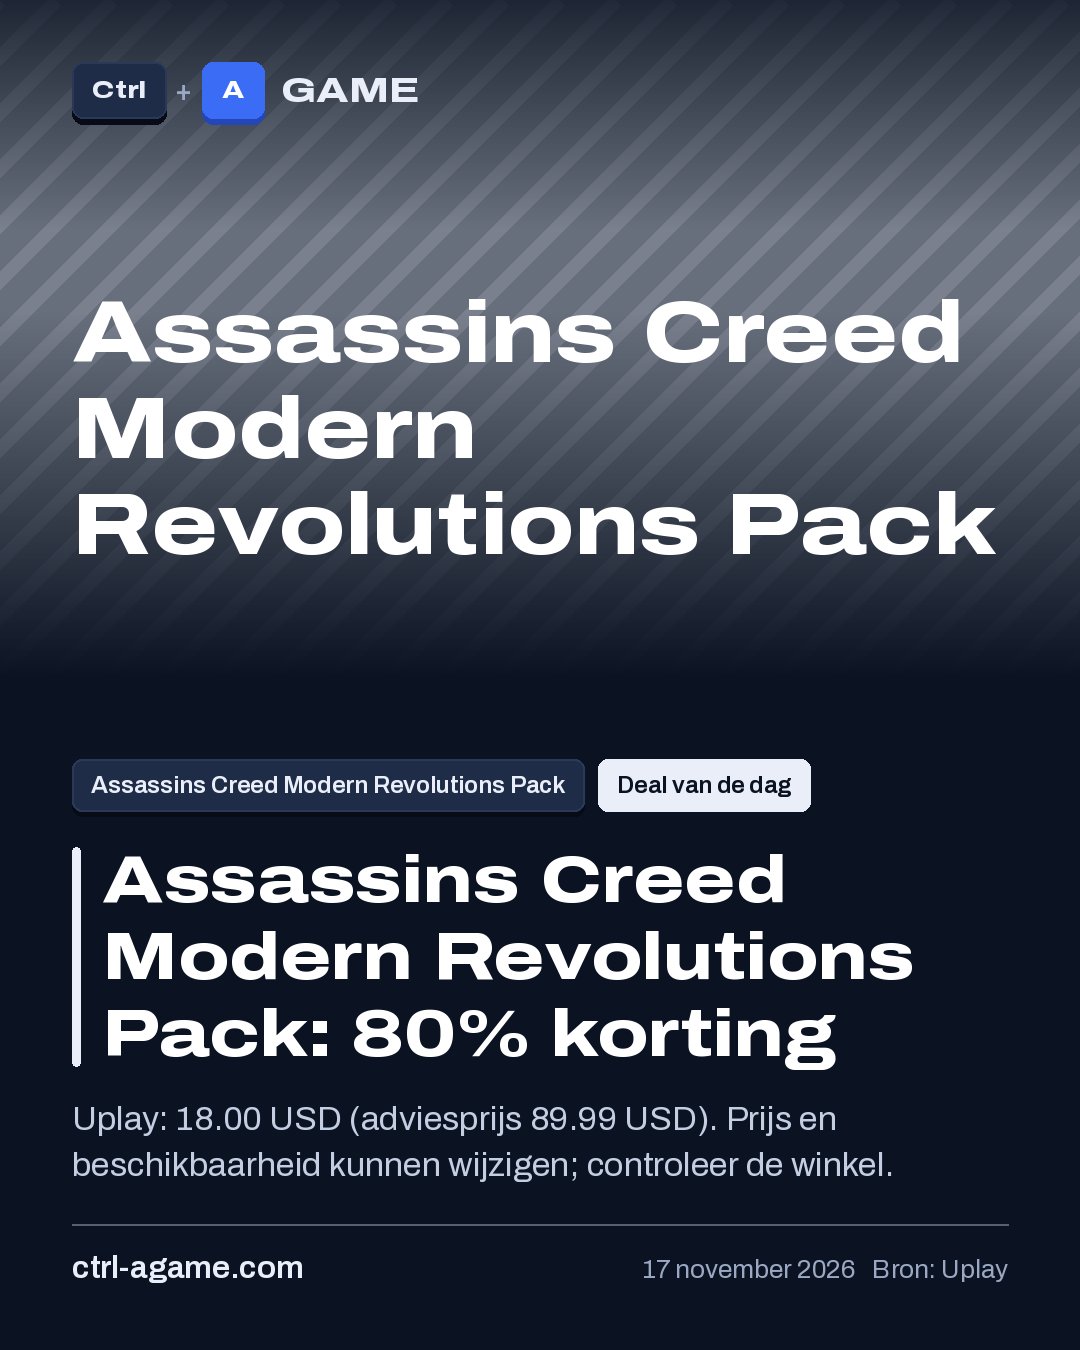 Ctrl + A GAME
Assassins Creed
Modern
Revolutions Pack
Assassins Creed Modern Revolutions Pack
Deal van de dag
Assassins Creed
Modern Revolutions
Pack: 80% korting
Uplay: 18.00 USD (adviesprijs 89.99 USD). Prijs en
beschikbaarheid kunnen wijzigen; controleer de winkel.
ctrl-agame.com
17 november 2026 Bron: Uplay